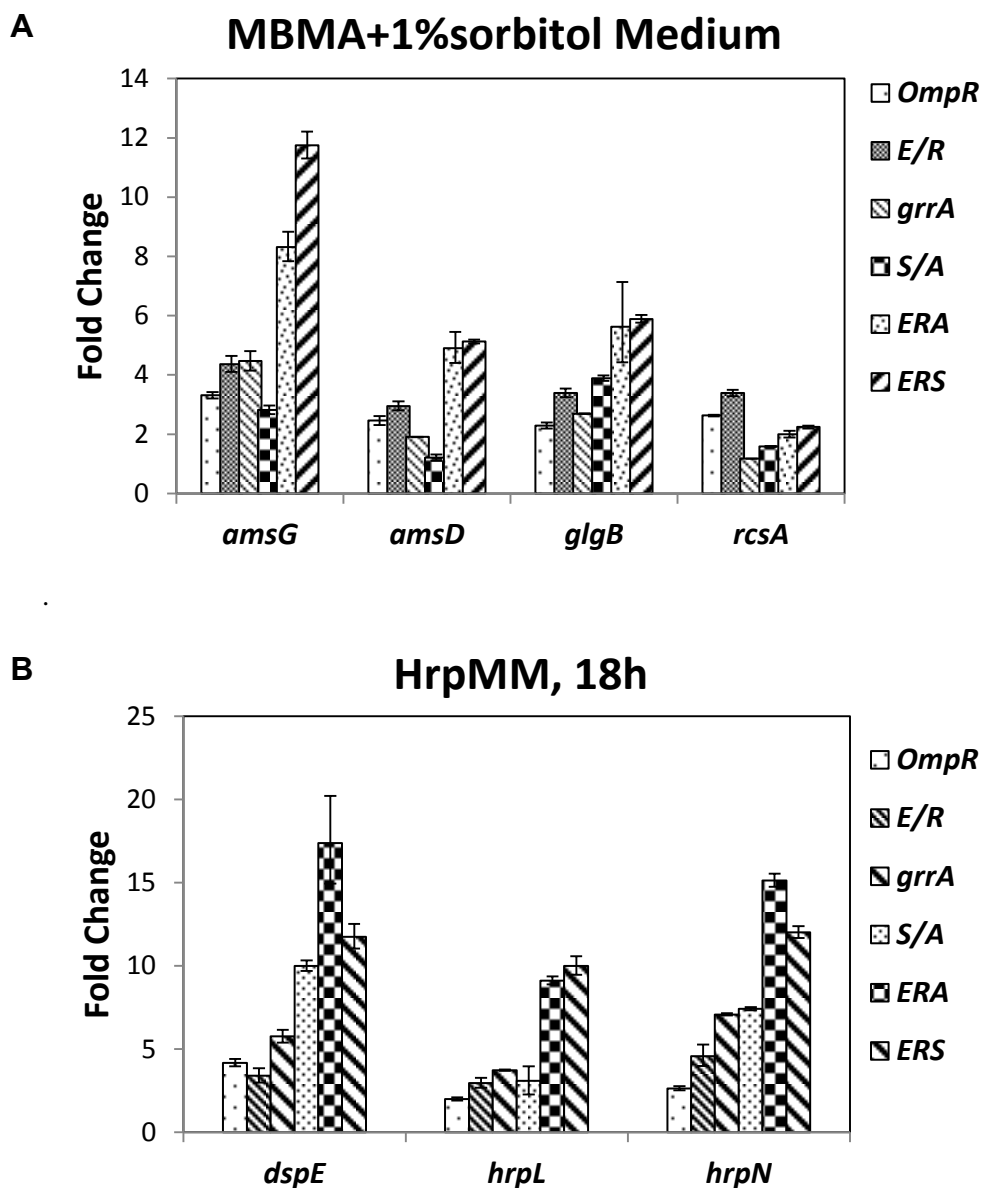 A
MBMA+1%sorbitol Medium
Fold Change
14
12
10
8
6
4
2
0
amsG amsD glgB rcsA
OmpR
E/R
grrA
S/A
ERA
ERS
.
B
HrpMM, 18h
Fold Change
25
20
15
10
5
0
dspE hrpL hrpN
OmpR
E/R
grrA
S/A
ERA
ERS